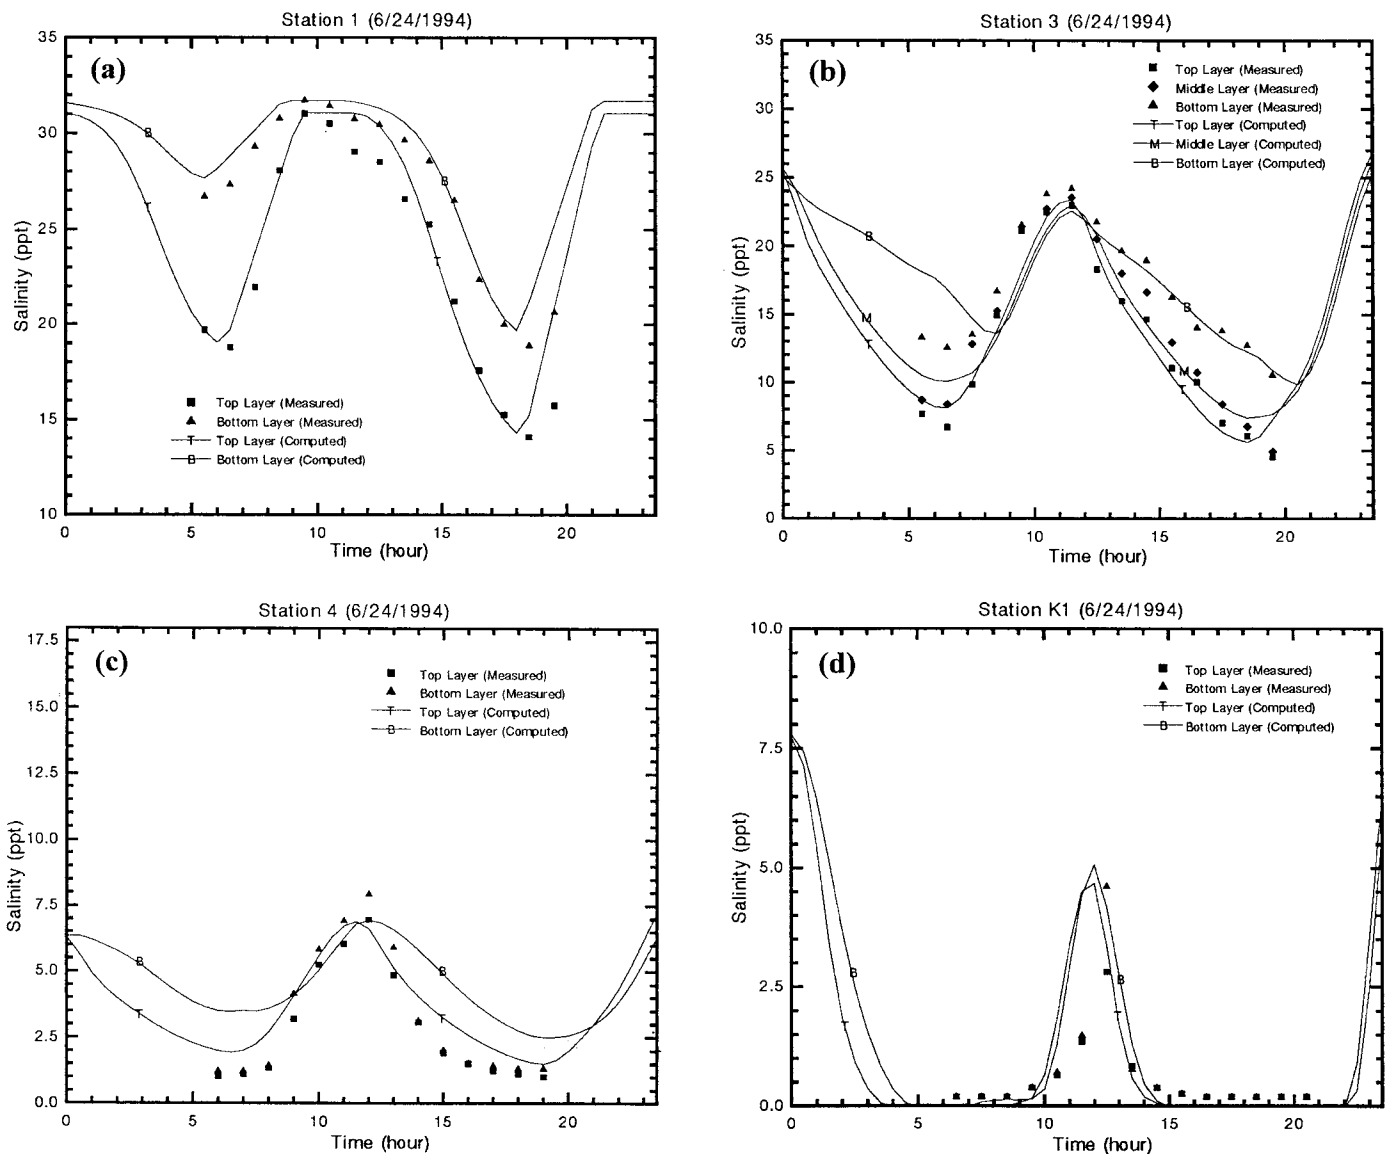 Station 1 (6/24/1994)
(a)
35
30
25
20
15
10
Salinity (ppt)
B
T
B
T
Top Layer (Measured)
Bottom Layer (Measured)
T Top Layer (Computed)
B Bottom Layer (Computed)
0 5 10 15 20
Time (hour)
Station 3 (6/24/1994)
(b)
35
30
25
20
15
10
5
0
Salinity (ppt)
Top Layer (Measured)
Middle Layer (Measured)
Bottom Layer (Measured)
T Top Layer (Computed)
M Middle Layer (Computed)
B Bottom Layer (Computed)
B
M
T
B
M
T
0 5 10 15 20
Time (hour)
Station 4 (6/24/1994)
(c)
17.5
15.0
12.5
10.0
7.5
5.0
2.5
0.0
Salinity (ppt)
Top Layer (Measured)
Bottom Layer (Measured)
T Top Layer (Computed)
B Bottom Layer (Computed)
B
T
B
T
0 5 10 15 20
Time (hour)
Station K1 (6/24/1994)
(d)
10.0
7.5
5.0
2.5
0.0
Salinity (ppt)
Top Layer (Measured)
Bottom Layer (Measured)
T Top Layer (Computed)
B Bottom Layer (Computed)
B
T
B
T
0 5 10 15 20
Time (hour)